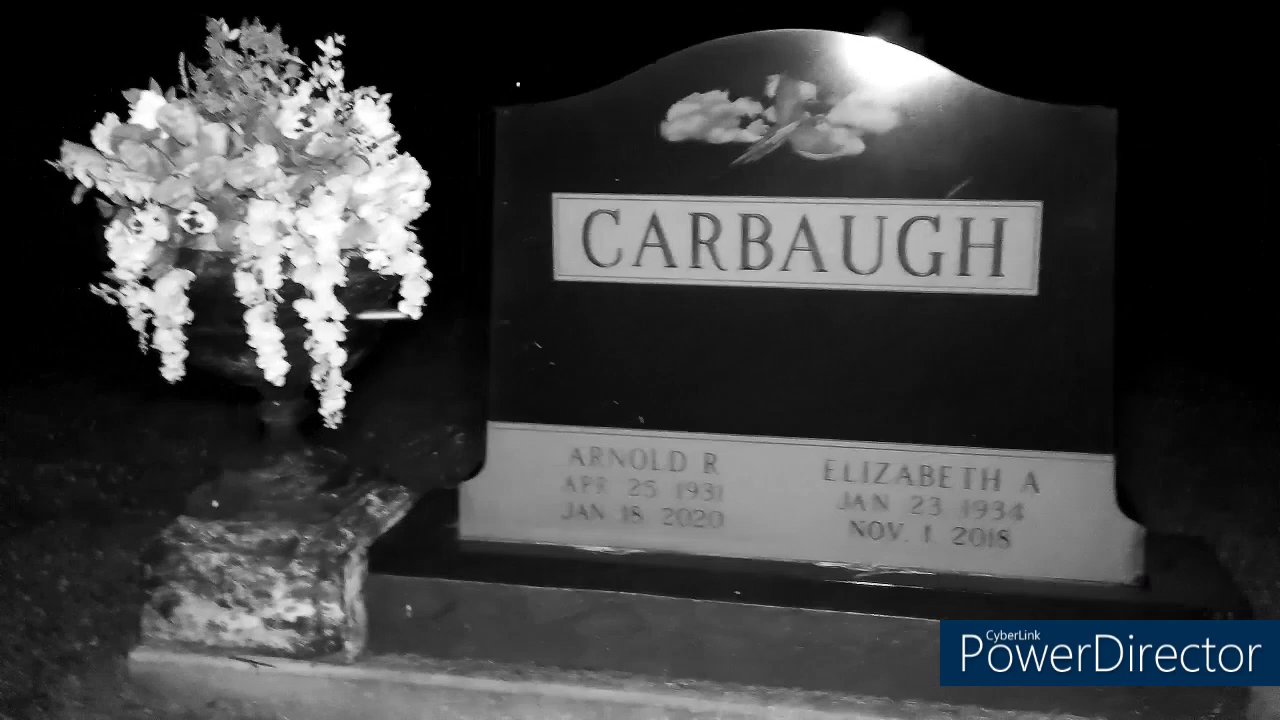 CARBAUGH
ARNOLD R
APR 25 1931
JAN 18 2020
ELIZABETH A
JAN 23 1934
NOV. 1 2018
CyberLink
PowerDirector